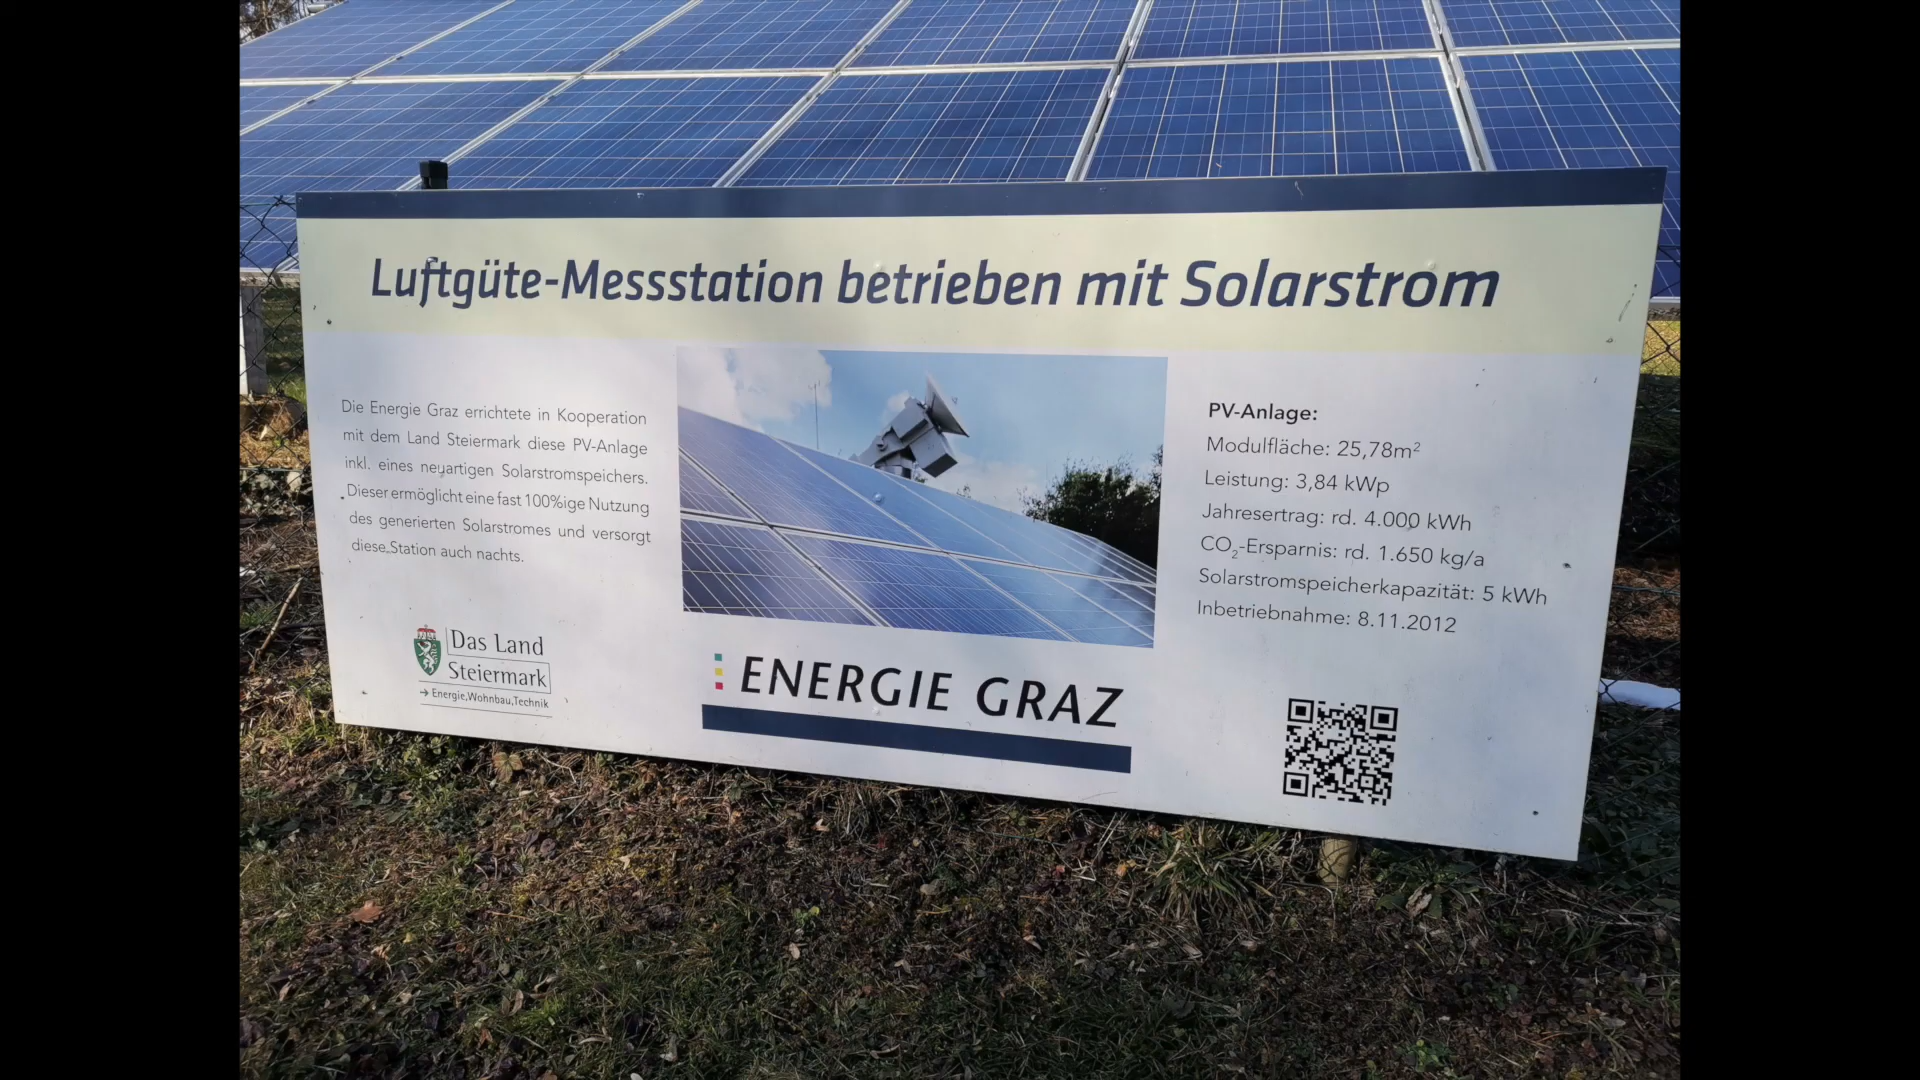 Luftgüte-Messstation betrieben mit Solarstrom
Die Energie Graz errichtete in Kooperation
mit dem Land Steiermark diese PV-Anlage
inkl. eines neuartigen Solarstromspeichers.
Dieser ermöglicht eine fast 100%ige Nutzung
des generierten Solarstromes und versorgt
diese Station auch nachts.
Das Land
Steiermark
→ Energie,Wohnbau,Technik
ENERGIE GRAZ
PV-Anlage:
Modulfläche: 25,78m²
Leistung: 3,84 kWp
Jahresertrag: rd. 4.000 kWh
CO₂-Ersparnis: rd. 1.650 kg/a
Solarstromspeicherkapazität: 5 kWh
Inbetriebnahme: 8.11.2012